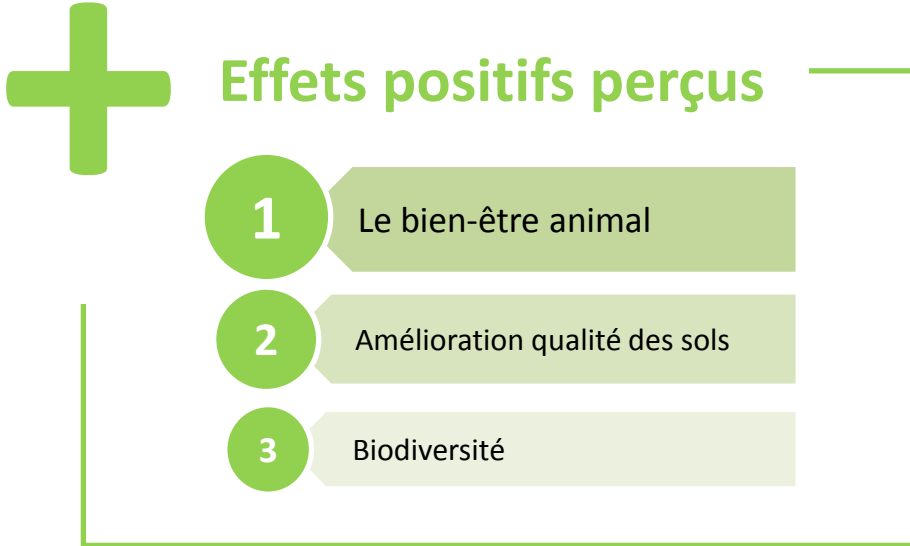 Effets positifs perçus
1
Le bien-être animal
2
Amélioration qualité des sols
3
Biodiversité